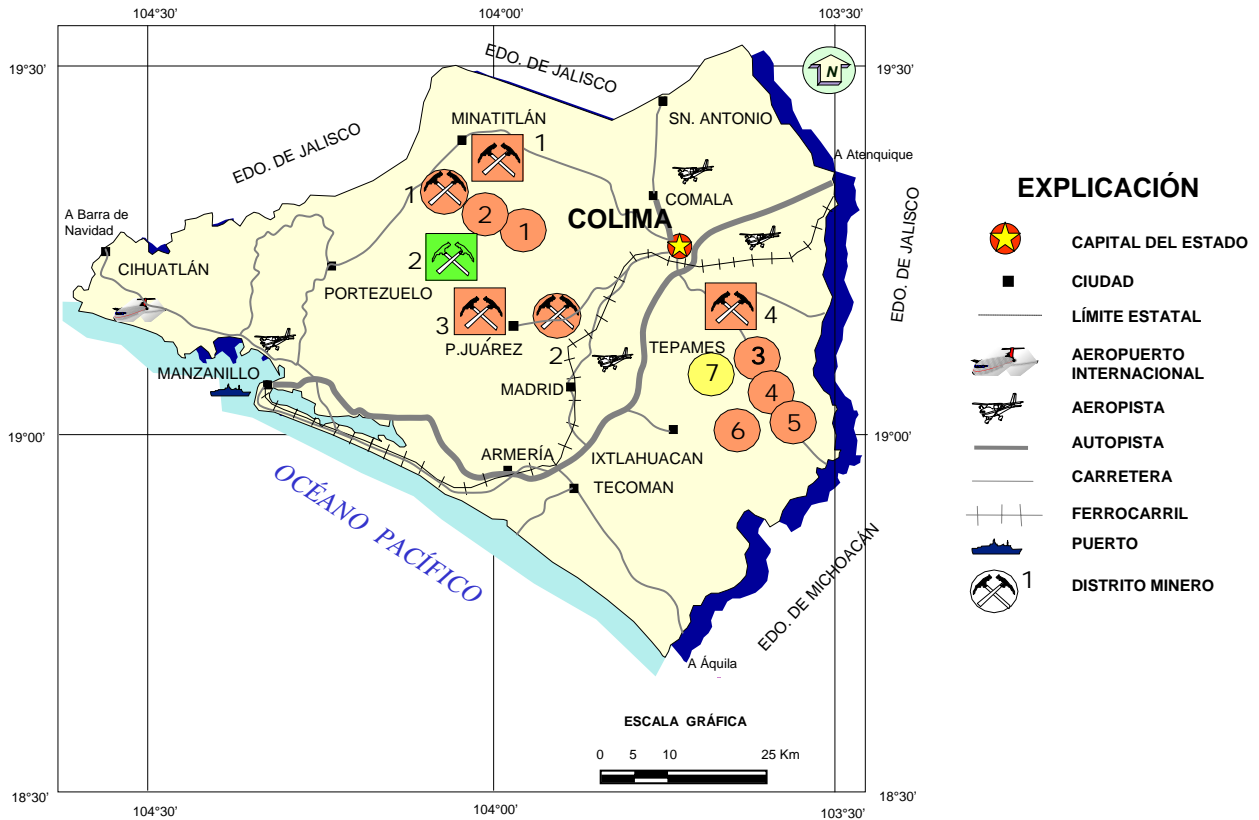 104°30'
104°00'
103°30'
19°30'
19°30'
EDO. DE JALISCO
N
MINATITLÁN
1
SN. ANTONIO
EDO. DE JALISCO
A Atenquique
1
2
1
COMALA
COLIMA
A Barra de
Navidad
CIHUATLÁN
2
PORTEZUELO
EDO. DE JALISCO
3
P.JUÁREZ
2
4
TEPAMES
3
7
4
5
6
MANZANILLO
MADRID
19°00'
19°00'
ARMERÍA
IXTLAHUACAN
TECOMAN
OCÉANO PACÍFICO
EDO. DE MICHOACÁN
A Áquila
ESCALA GRÁFICA
0 5 10 25 Km
18°30'
18°30'
104°30'
104°00'
103°30'
EXPLICACIÓN
CAPITAL DEL ESTADO
CIUDAD
LÍMITE ESTATAL
AEROPUERTO
INTERNACIONAL
AEROPISTA
AUTOPISTA
CARRETERA
FERROCARRIL
PUERTO
1
DISTRITO MINERO